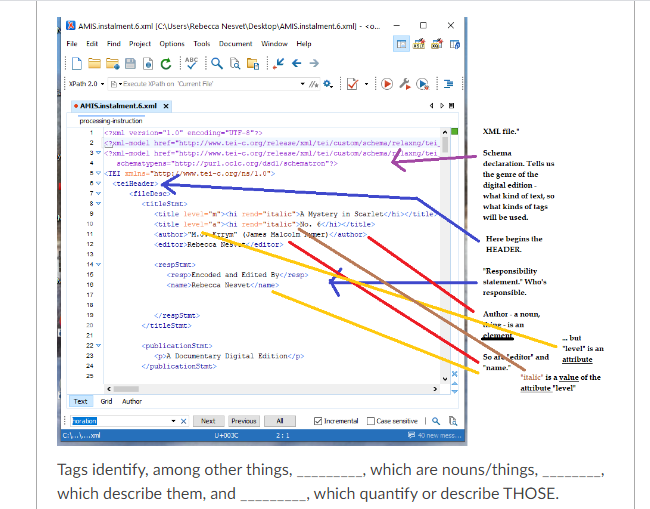 AMIS.instalment.6.xml [C:\Users\Rebecca Nesvet\Desktop\AMIS.instalment.6.xml] - <o...
File Edit Find Project Options Tools Document Window Help
XPath 2.0 Execute XPath on 'Current File'
AMIS.instalment.6.xml x
processing-instruction
1 <?xml version="1.0" encoding="UTF-8"?>
2 <?xml-model href="http://www.tei-c.org/release/xml/tei/custom/schema/relaxng/tei_
3 <?xml-model href="http://www.tei-c.org/release/xml/tei/custom/schema/relaxng/tei_
4 schematypens="http://purl.oclc.org/dsdl/schematron"?>
5 <TEI xmlns="http://www.tei-c.org/ns/1.0">
6 <teiHeader>
7 <fileDesc>
8 <titleStmt>
9 <title level="m"><hi rend="italic">A Mystery in Scarlet</hi></title>
10 <title level="a"><hi rend="italic">No. 6</hi></title>
11 <author>"M.J. Errym" (James Malcolm Rymer)</author>
12 <editor>Rebecca Nesvet</editor>
13
14 <respStmt>
15 <resp>Encoded and Edited By</resp>
16 <name>Rebecca Nesvet</name>
17
18
19 </respStmt>
20 </titleStmt>
21
22 <publicationStmt>
23 <p>A Documentary Digital Edition</p>
24 </publicationStmt>
25
Text Grid Author
noration Next Previous All Incremental Case sensitive
C:\...\...xml U+003C 2:1 40 new mess...
XML file."
Schema
declaration. Tells us
the genre of the
digital edition -
what kind of text, so
what kinds of tags
will be used.
Here begins the
HEADER.
"Responsibility
statement." Who's
responsible.
Author - a noun,
thing - is an
element
So are "editor" and
"name."
... but
"level" is an
attribute
"italic" is a value of the
attribute "level"
Tags identify, among other things, _________, which are nouns/things, ________,
which describe them, and _________, which quantify or describe THOSE.